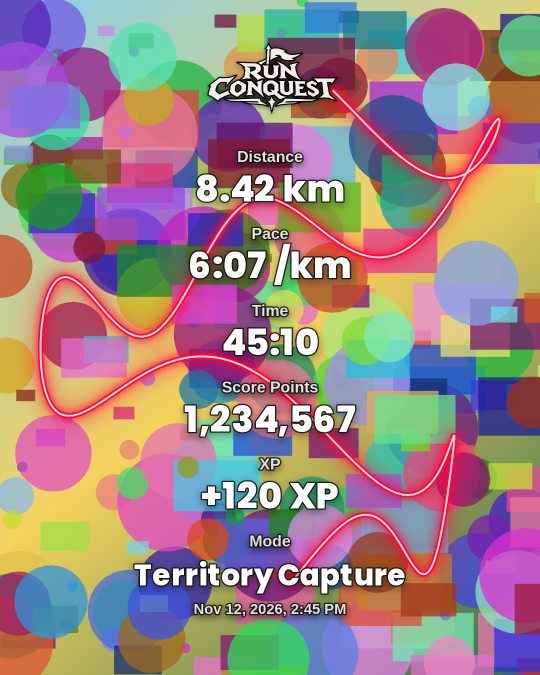 RUN
CONQUEST
Distance
8.42 km
Pace
6:07 /km
Time
45:10
Score Points
1,234,567
XP
+120 XP
Mode
Territory Capture
Nov 12, 2026, 2:45 PM